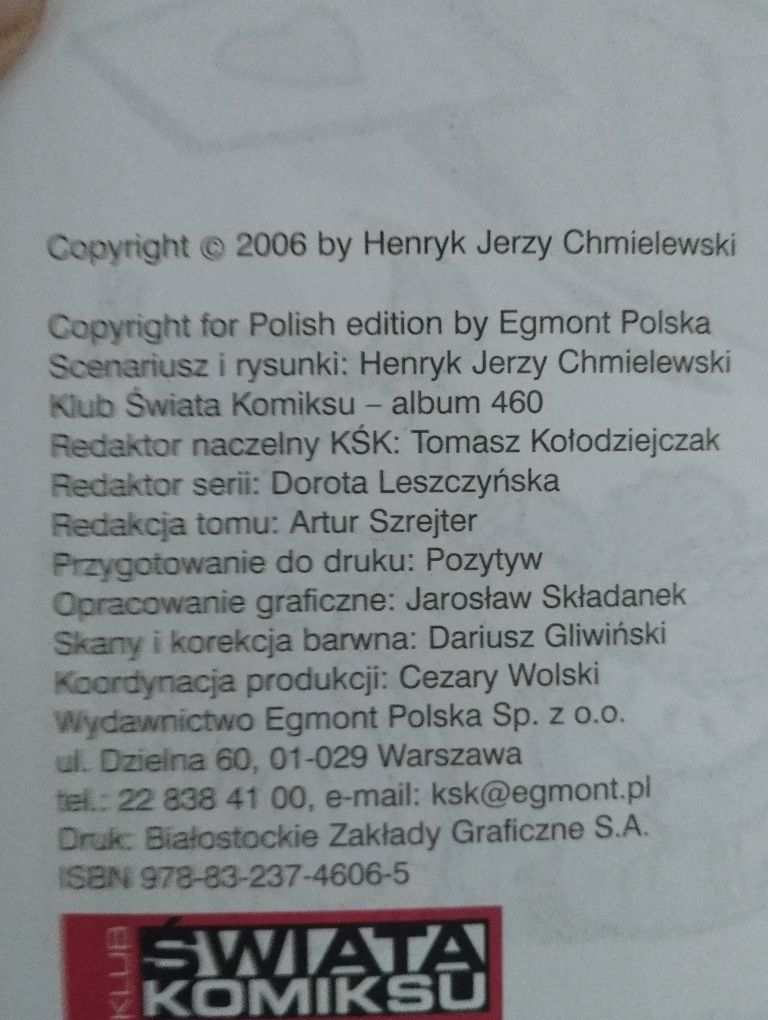 Copyright © 2006 by Henryk Jerzy Chmielewski
Copyright for Polish edition by Egmont Polska
Scenariusz i rysunki: Henryk Jerzy Chmielewski
Klub Świata Komiksu – album 460
Redaktor naczelny KŚK: Tomasz Kołodziejczak
Redaktor serii: Dorota Leszczyńska
Redakcja tomu: Artur Szrejter
Przygotowanie do druku: Pozytyw
Opracowanie graficzne: Jarosław Składanek
Skany i korekcja barwna: Dariusz Gliwiński
Koordynacja produkcji: Cezary Wolski
Wydawnictwo Egmont Polska Sp. z o.o.
ul. Dzielna 60, 01-029 Warszawa
tel.: 22 838 41 00, e-mail: ksk@egmont.pl
Druk: Białostockie Zakłady Graficzne S.A.
ISBN 978-83-237-4606-5
KLUB
ŚWIATA
KOMIKSU